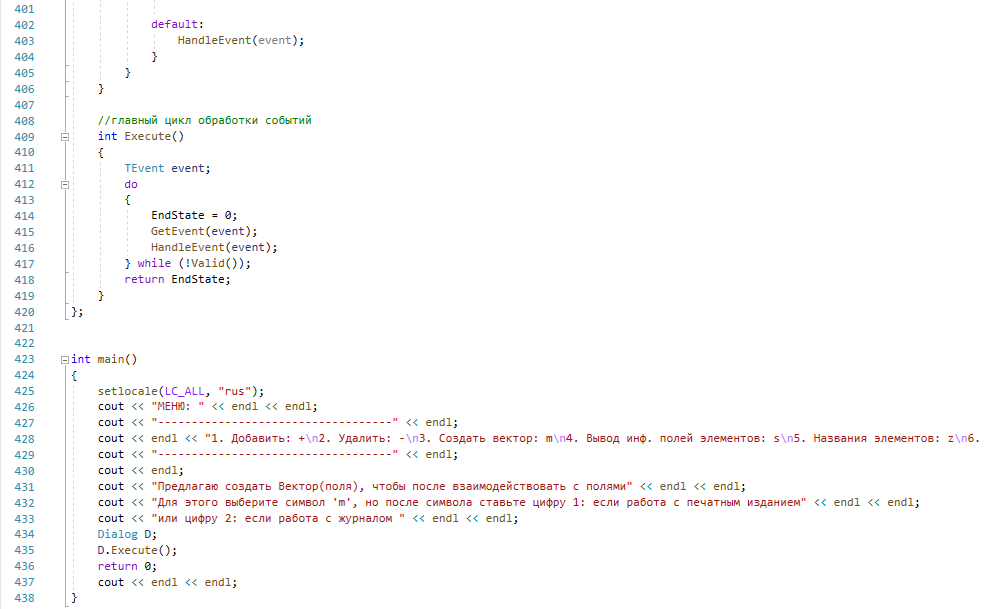 401
402 default:
403 HandleEvent(event);
404 }
405 }
406 }
407
408 //главный цикл обработки событий
409 int Execute()
410 {
411 TEvent event;
412 do
413 {
414 EndState = 0;
415 GetEvent(event);
416 HandleEvent(event);
417 } while (!Valid());
418 return EndState;
419 }
420 };
421
422
423 int main()
424 {
425 setlocale(LC_ALL, "rus");
426 cout << "МЕНЮ: " << endl << endl;
427 cout << "-----------------------------------" << endl;
428 cout << endl << "1. Добавить: +\n2. Удалить: -\n3. Создать вектор: m\n4. Вывод инф. полей элементов: s\n5. Названия элементов: z\n6.
429 cout << "-----------------------------------" << endl;
430 cout << endl;
431 cout << "Предлагаю создать Вектор(поля), чтобы после взаимодействовать с полями" << endl << endl;
432 cout << "Для этого выберите символ 'm', но после символа ставьте цифру 1: если работа с печатным изданием" << endl << endl;
433 cout << "или цифру 2: если работа с журналом " << endl << endl;
434 Dialog D;
435 D.Execute();
436 return 0;
437 cout << endl << endl;
438 }